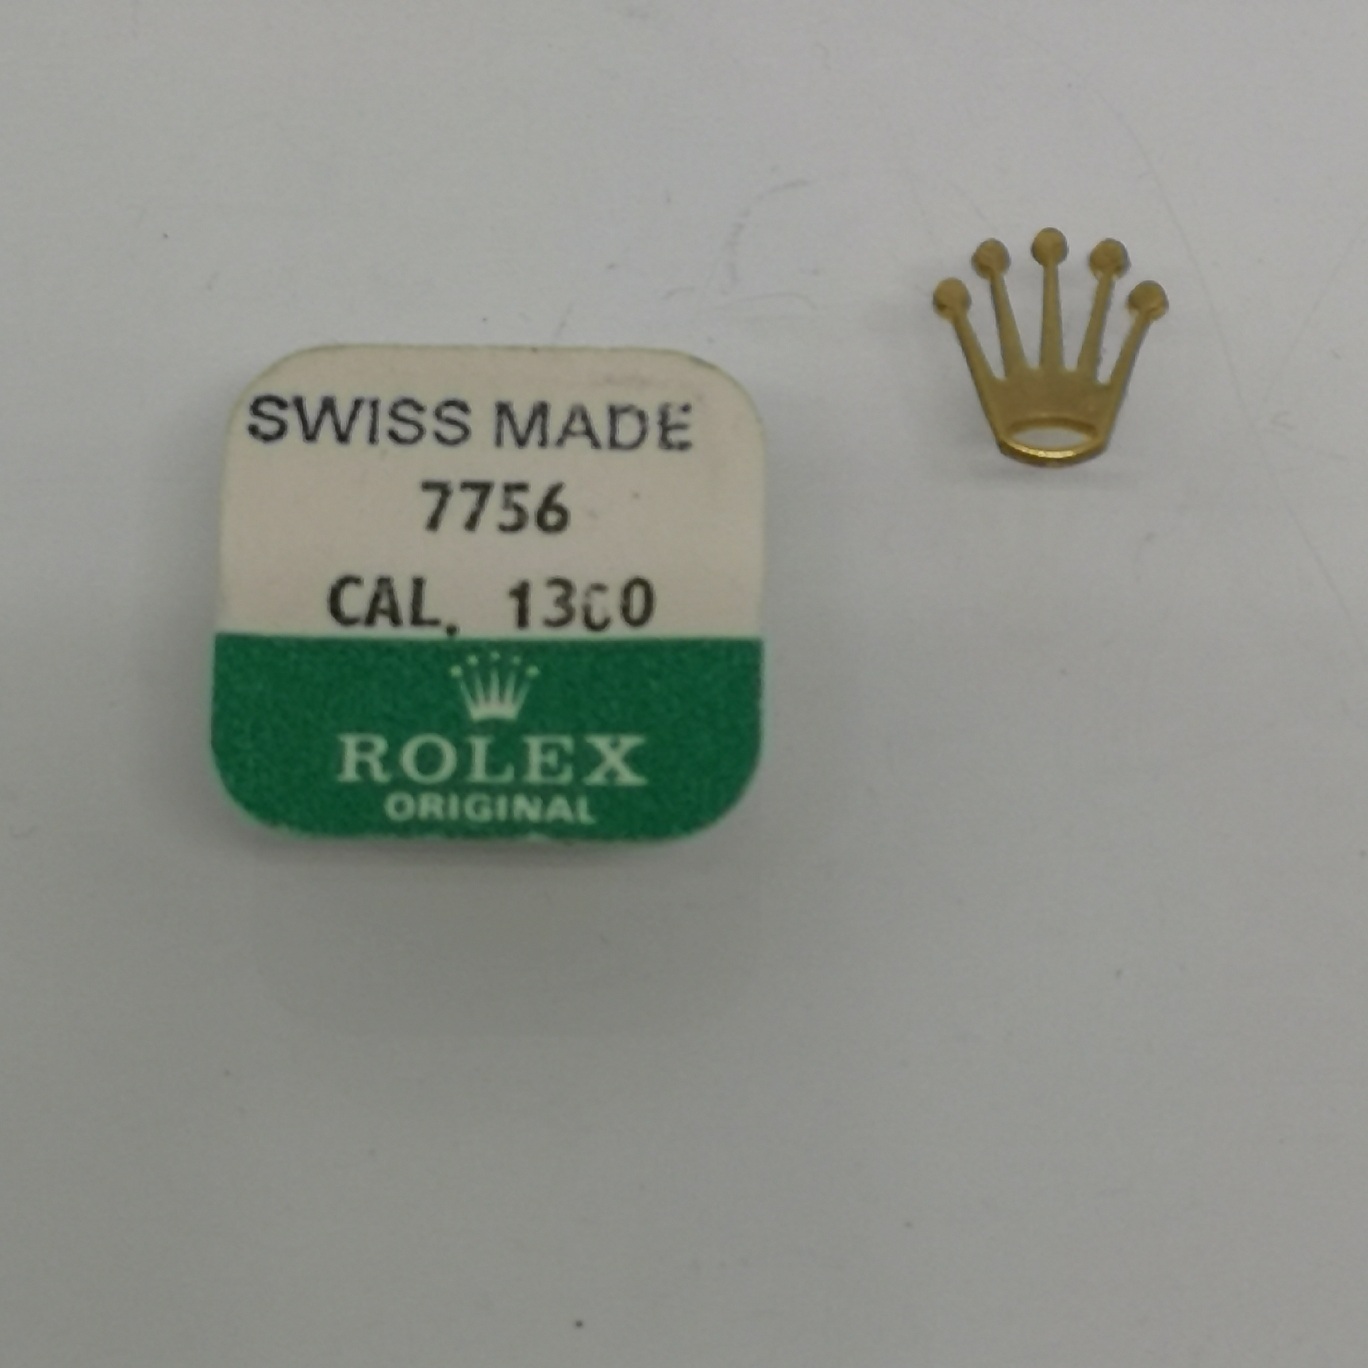 SWISS MADE
7756
CAL. 1300
ROLEX
ORIGINAL